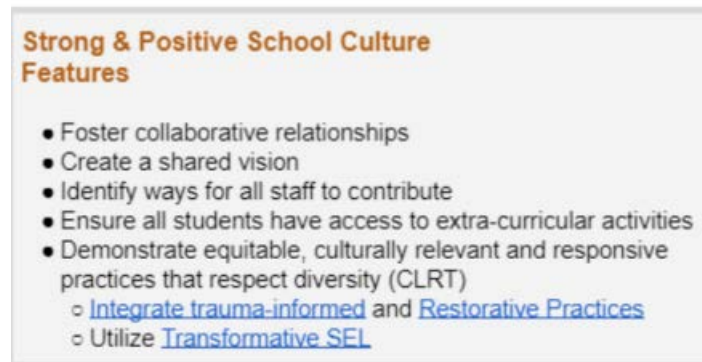 Strong & Positive School Culture
Features
• Foster collaborative relationships
• Create a shared vision
• Identify ways for all staff to contribute
• Ensure all students have access to extra-curricular activities
• Demonstrate equitable, culturally relevant and responsive
practices that respect diversity (CLRT)
○ Integrate trauma-informed and Restorative Practices
○ Utilize Transformative SEL